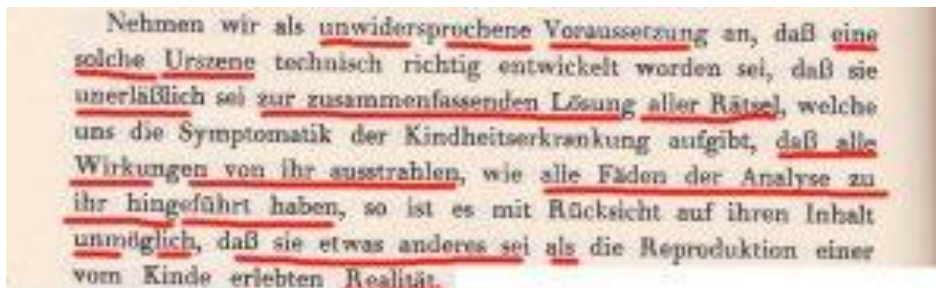 Nehmen wir als unwidersprochene Voraussetzung an, daß eine
solche Urszene technisch richtig entwickelt worden sei, daß sie
unerläßlich sei zur zusammenfassenden Lösung aller Rätsel, welche
uns die Symptomatik der Kindheitserkrankung aufgibt, daß alle
Wirkungen von ihr ausstrahlen, wie alle Fäden der Analyse zu
ihr hingeführt haben, so ist es mit Rücksicht auf ihren Inhalt
unmöglich, daß sie etwas anderes sei als die Reproduktion einer
vom Kinde erlebten Realität.